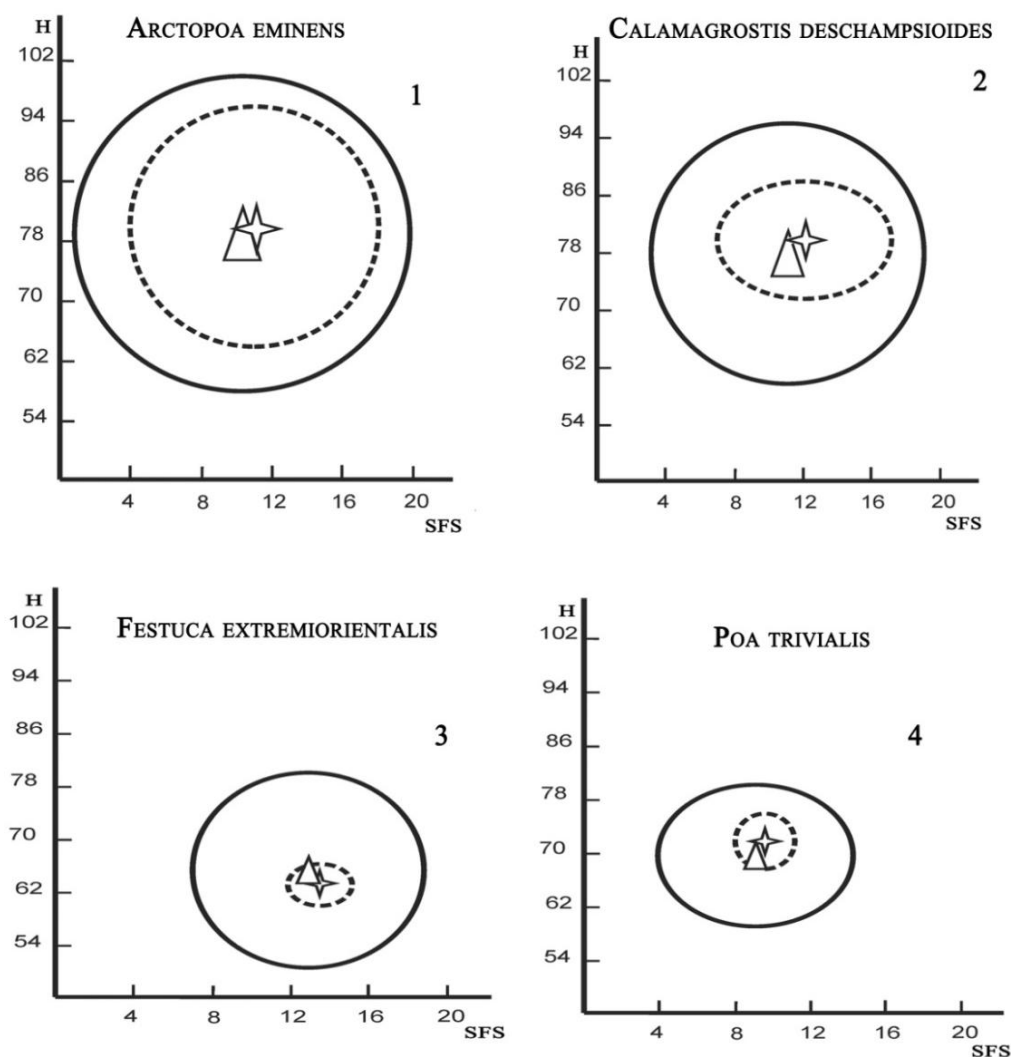 ARCTOPOA EMINENS
H
1
102
94
86
78
70
62
54
4 8 12 16 20
SFS
CALAMAGROSTIS DESCHAMPSIOIDES
H
2
102
94
86
78
70
62
54
4 8 12 16 20
SFS
FESTUCA EXTREMIORIENTALIS
H
3
102
94
86
78
70
62
54
4 8 12 16 20
SFS
POA TRIVIALIS
H
4
102
94
86
78
70
62
54
4 8 12 16 20
SFS